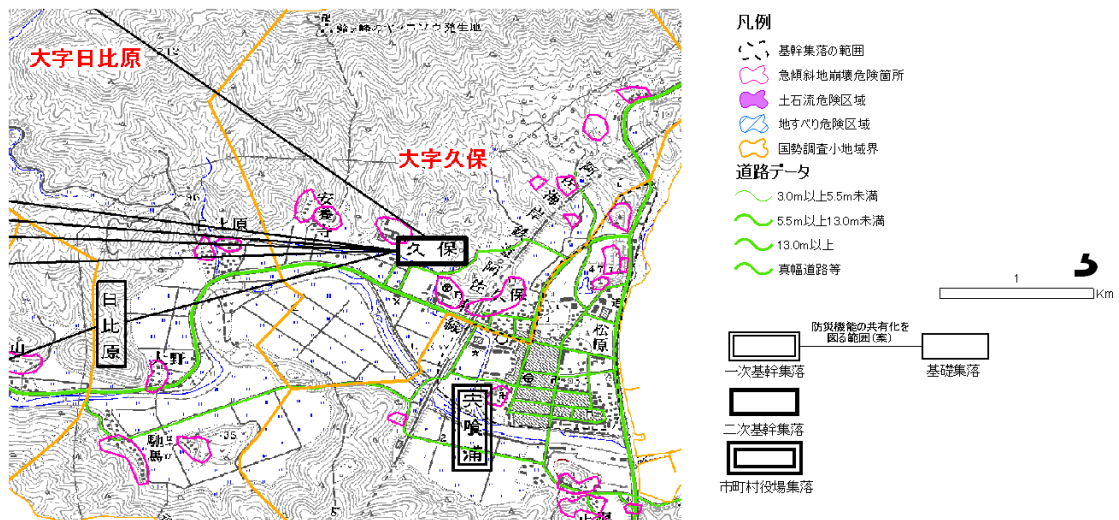 大字日比原
大字久保
安養寺
日比原
久保
日比原
久保
松原
宍喰浦
馳馬
凡例
基幹集落の範囲
急傾斜地崩壊危険箇所
土石流危険区域
地すべり危険区域
国勢調査小地域界
道路データ
3.0m以上5.5m未満
5.5m以上13.0m未満
13.0m以上
真幅道路等
1
Km
防災機能の共有化を
図る範囲(案)
一次基幹集落
基礎集落
二次基幹集落
市町村役場集落